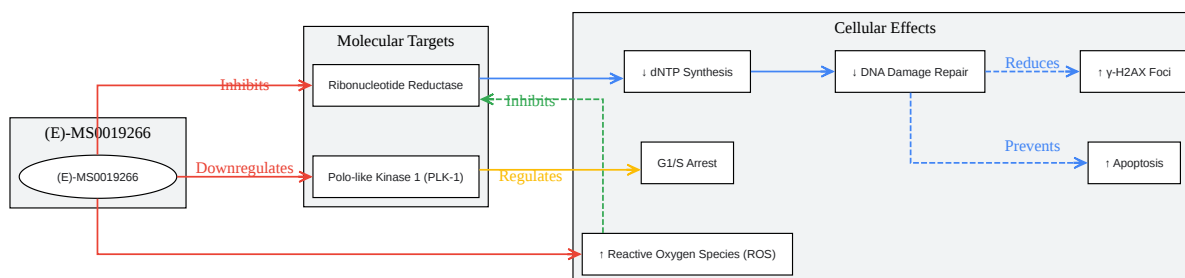 Cellular Effects
Molecular Targets
Ribonucleotide Reductase
↓ dNTP Synthesis
↓ DNA Damage Repair
Reduces
↑ γ-H2AX Foci
Inhibits
Inhibits
(E)-MS0019266
(E)-MS0019266
Downregulates
Polo-like Kinase 1 (PLK-1)
Regulates
G1/S Arrest
Prevents
↑ Apoptosis
↑ Reactive Oxygen Species (ROS)